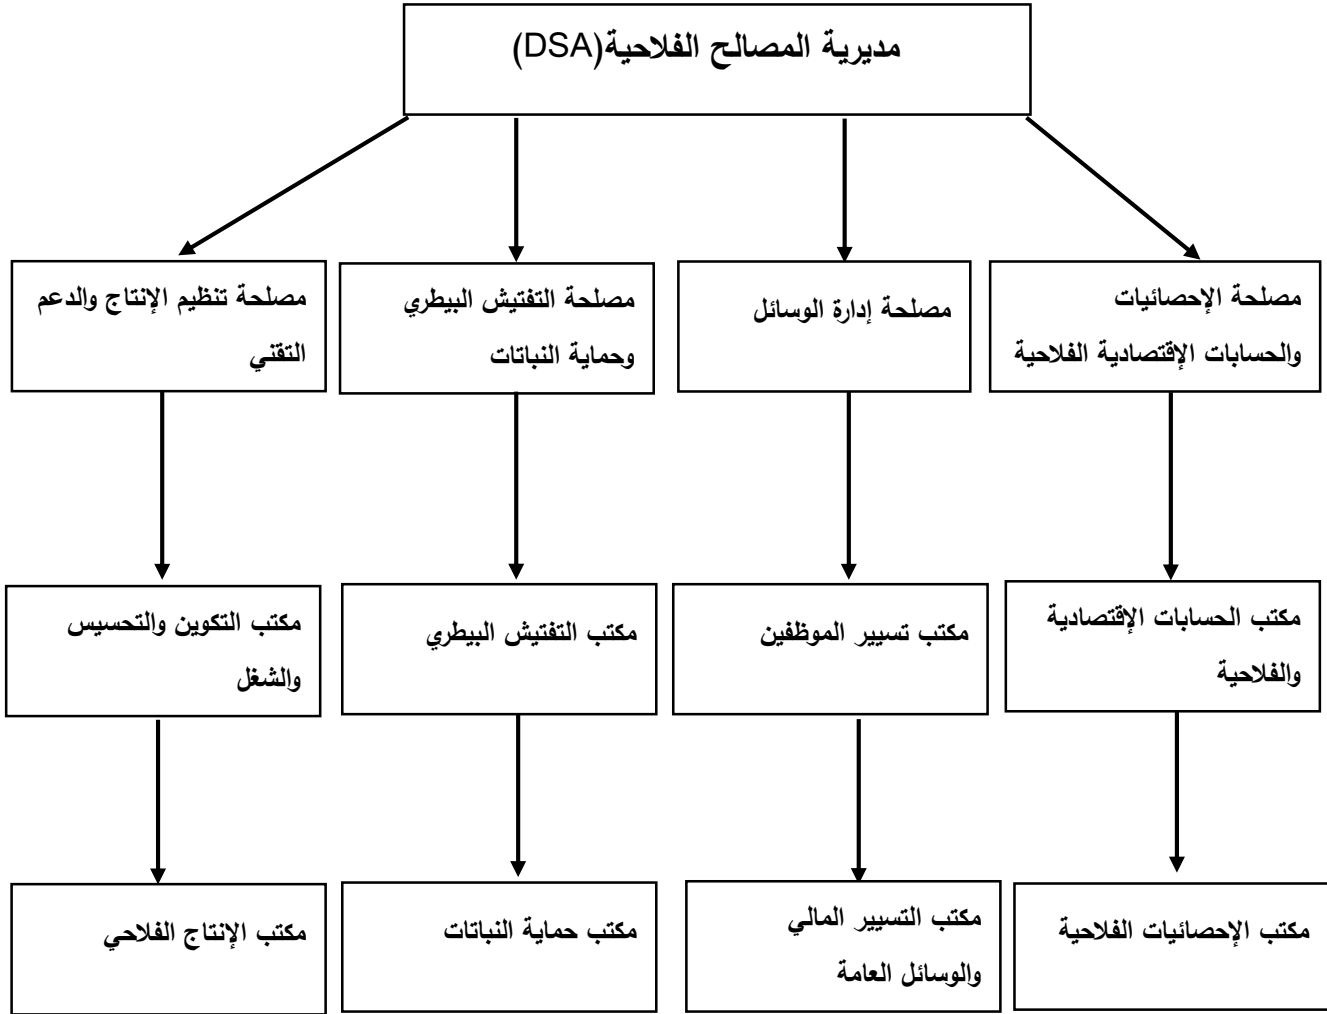 مديرية المصالح الفلاحية(DSA)
مصلحة الإحصائيات
والحسابات الإقتصادية الفلاحية
مصلحة إدارة الوسائل
مصلحة التفتيش البيطري
وحماية النباتات
مصلحة تنظيم الإنتاج والدعم
التقني
مكتب الحسابات الإقتصادية
والفلاحية
مكتب تسيير الموظفين
مكتب التفتيش البيطري
مكتب التكوين والتحسيس
والشغل
مكتب الإحصائيات الفلاحية
مكتب التسيير المالي
والوسائل العامة
مكتب حماية النباتات
مكتب الإنتاج الفلاحي